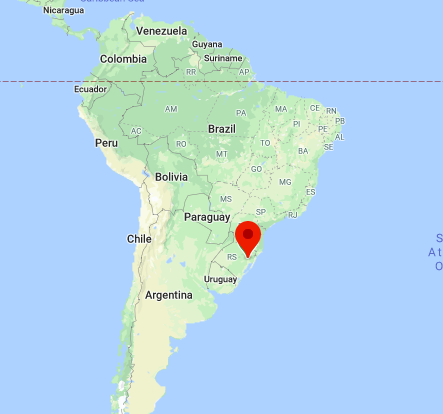 Caribbean Sea
Nicaragua
Venezuela
Guyana
Colombia
Suriname
RR
AP
Ecuador
AM
PA
MA
CE
RN
PB
PI
PE
AL
AC
Brazil
TO
SE
Peru
RO
MT
BA
GO
Bolivia
MG
MS
ES
SP
Paraguay
RJ
Chile
RS
Uruguay
Argentina
S
At
O